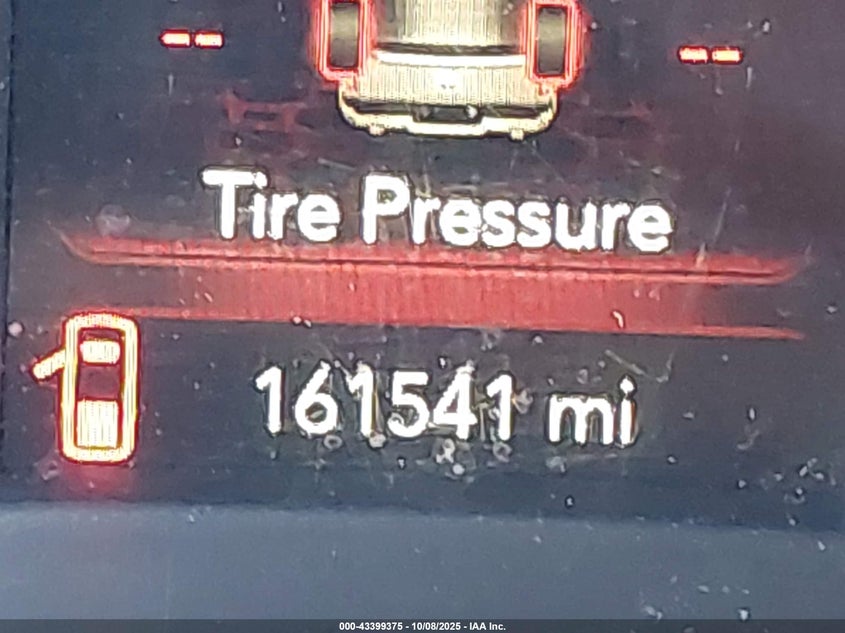 -- --
Tire Pressure
161541 mi
000-43399375 - 10/08/2025 - IAA Inc.